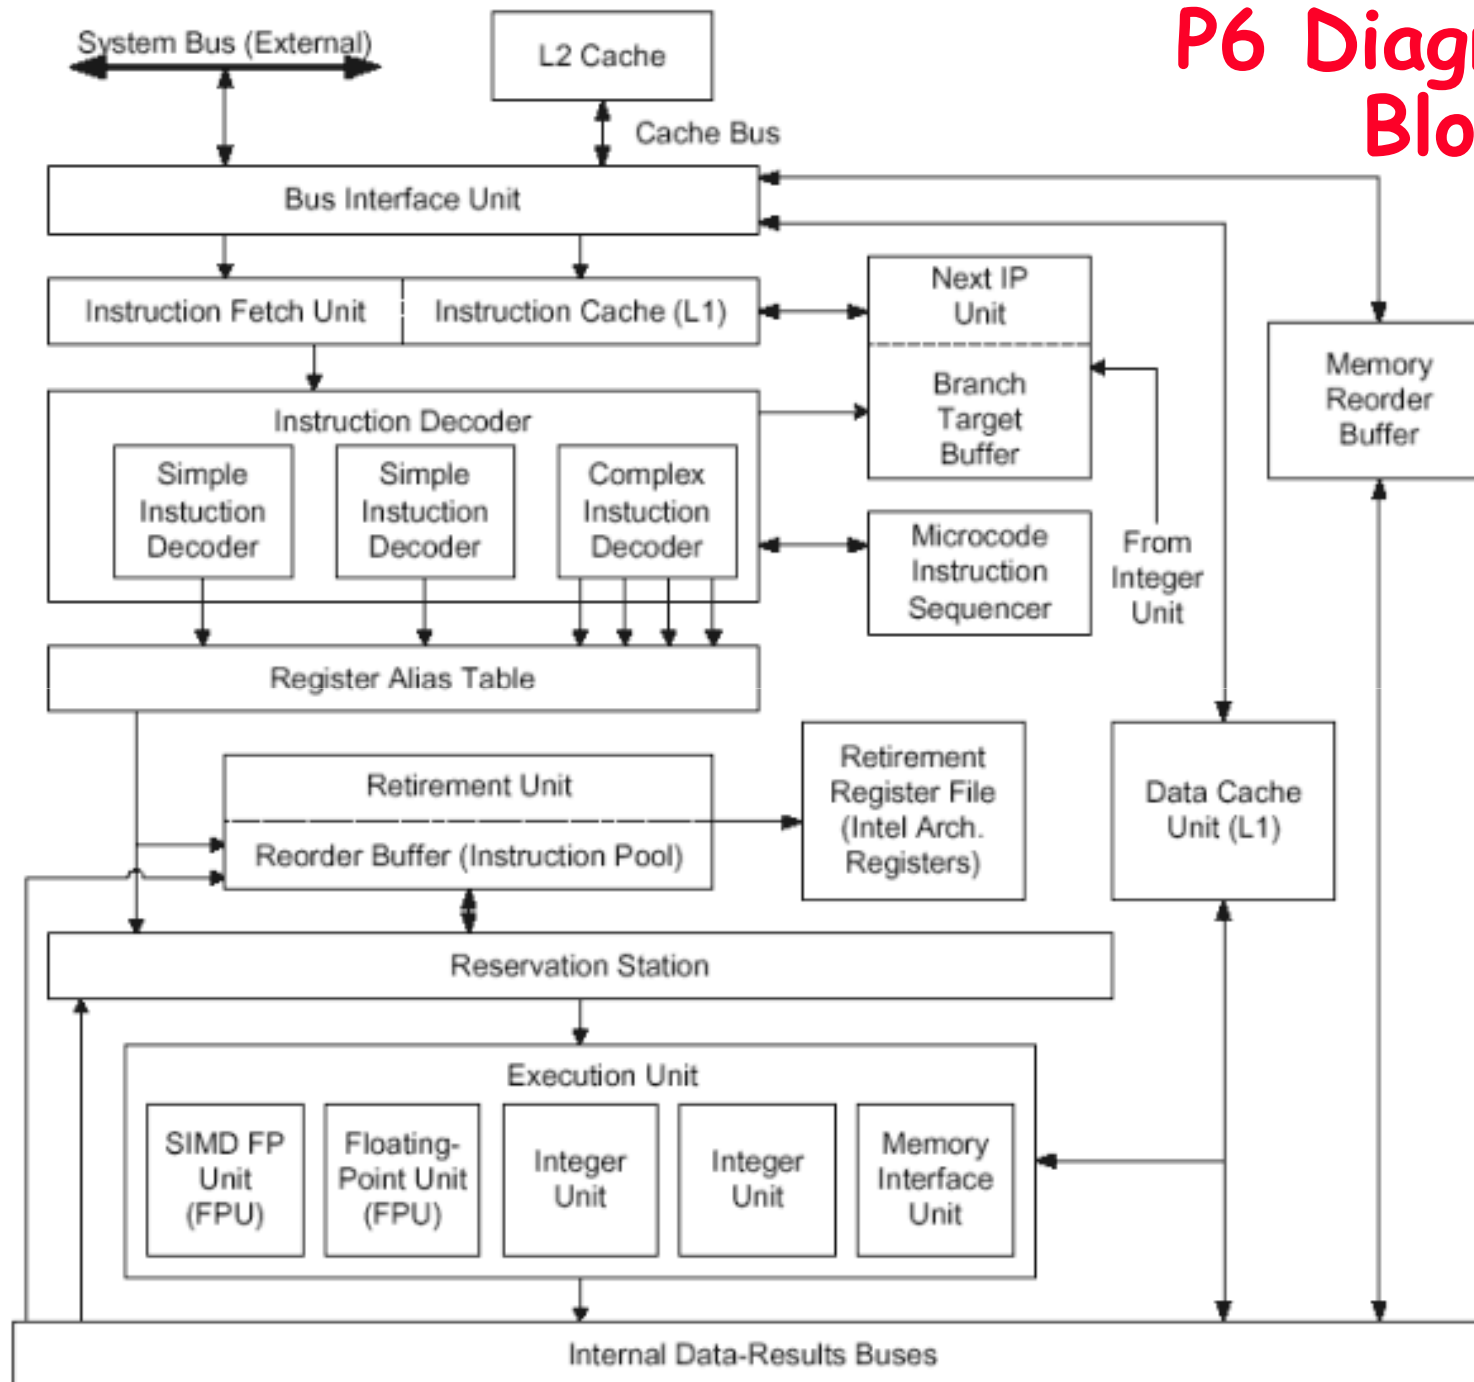 P6 Diag
Blo
System Bus (External)
L2 Cache
Cache Bus
Bus Interface Unit
Instruction Fetch Unit
Instruction Cache (L1)
Next IP
Unit
Branch
Target
Buffer
Memory
Reorder
Buffer
Instruction Decoder
Simple
Instuction
Decoder
Simple
Instuction
Decoder
Complex
Instuction
Decoder
Microcode
Instruction
Sequencer
From
Integer
Unit
Register Alias Table
Retirement Unit
Reorder Buffer (Instruction Pool)
Retirement
Register File
(Intel Arch.
Registers)
Data Cache
Unit (L1)
Reservation Station
Execution Unit
SIMD FP
Unit
(FPU)
Floating-
Point Unit
(FPU)
Integer
Unit
Integer
Unit
Memory
Interface
Unit
Internal Data-Results Buses